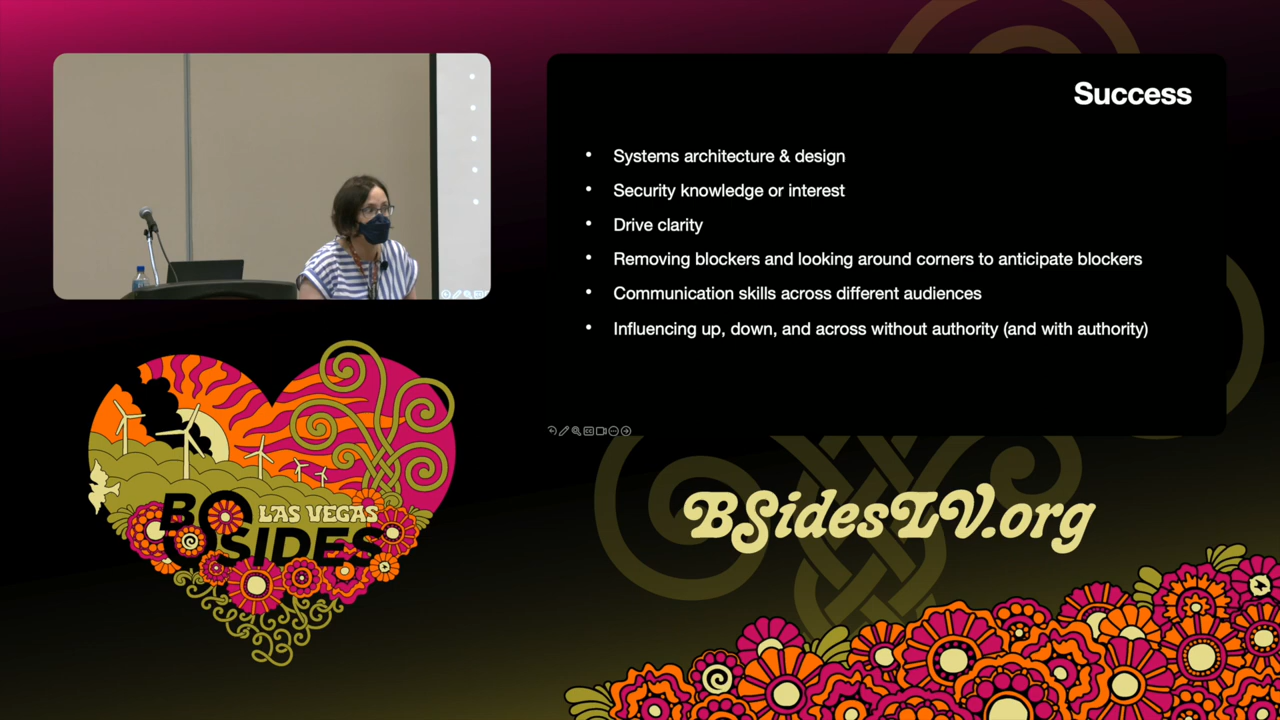 Success
• Systems architecture & design
• Security knowledge or interest
• Drive clarity
• Removing blockers and looking around corners to anticipate blockers
• Communication skills across different audiences
• Influencing up, down, and across without authority (and with authority)
BSIDES
LAS VEGAS
BSidesLV.org